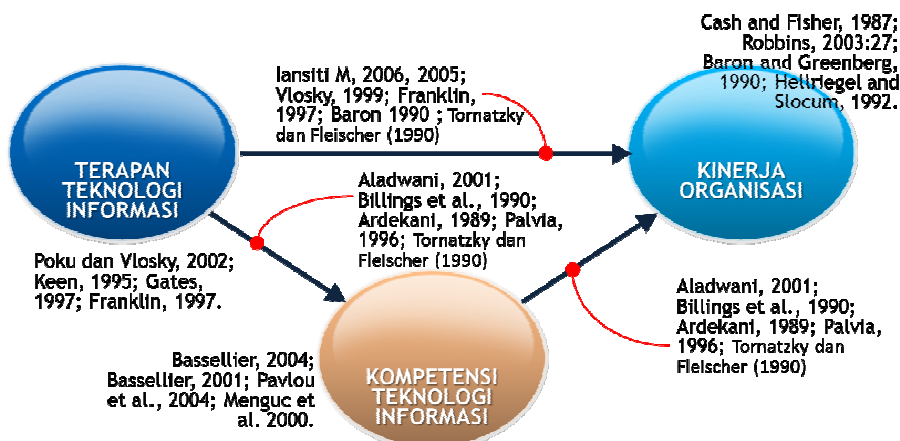 Cash and Fisher, 1987;
Robbins, 2003:27;
Baron and Greenberg,
1990; Hellriegel and
Slocum, 1992.
Iansiti M, 2006, 2005;
Vlosky, 1999; Franklin,
1997; Baron 1990 ; Tornatzky
dan Fleischer (1990)
TERAPAN
TEKNOLOGI
INFORMASI
KINERJA
ORGANISASI
Aladwani, 2001;
Billings et al., 1990;
Ardekani, 1989; Palvia,
1996; Tornatzky dan
Fleischer (1990)
Poku dan Vlosky, 2002;
Keen, 1995; Gates,
1997; Franklin, 1997.
Aladwani, 2001;
Billings et al., 1990;
Ardekani, 1989; Palvia,
1996; Tornatzky dan
Fleischer (1990)
Bassellier, 2004;
Bassellier, 2001; Pavlou
et al., 2004; Menguc et
al. 2000.
KOMPETENSI
TEKNOLOGI
INFORMASI